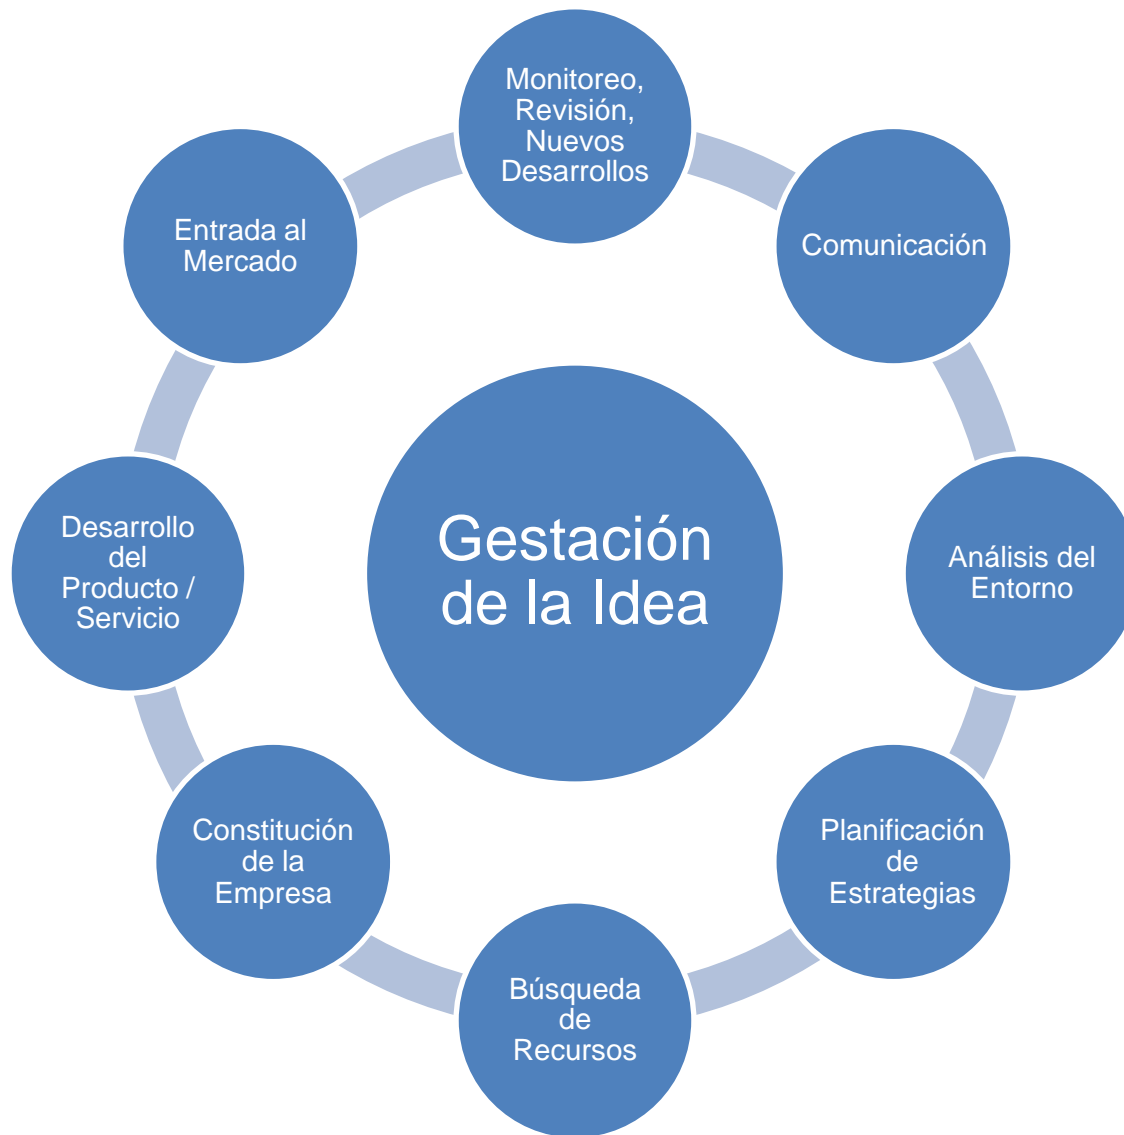 Monitoreo,
Revisión,
Nuevos
Desarrollos
Comunicación
Análisis del
Entorno
Planificación
de
Estrategias
Búsqueda
de
Recursos
Constitución
de la
Empresa
Desarrollo
del
Producto /
Servicio
Entrada al
Mercado
Gestación
de la Idea